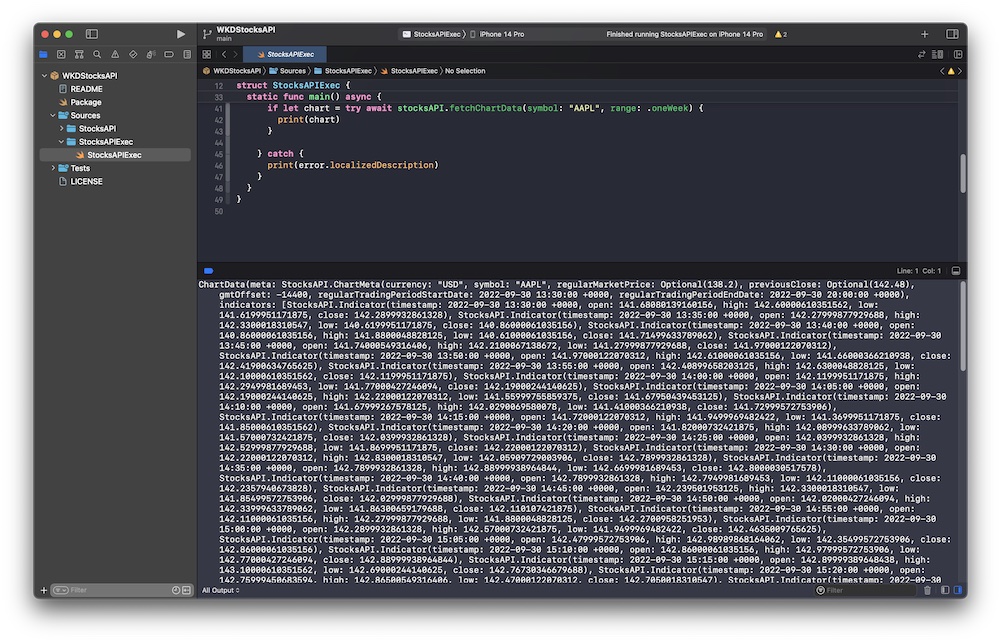 WKDStocksAPI
main
StocksAPIExec 〉 iPhone 14 Pro
Finished running StocksAPIExec on iPhone 14 Pro
2
StocksAPIExec
WKDStocksAPI 〉 Sources 〉 StocksAPIExec 〉 StocksAPIExec 〉 No Selection
WKDStocksAPI
README
Package
Sources
StocksAPI
StocksAPIExec
StocksAPIExec
Tests
LICENSE
12 struct StocksAPIExec {
33 static func main() async {
41 if let chart = try await stocksAPI.fetchChartData(symbol: "AAPL", range: .oneWeek) {
42 print(chart)
43 }
44
45 } catch {
46 print(error.localizedDescription)
47 }
48 }
49 }
50
Line: 1 Col: 1
ChartData(meta: StocksAPI.ChartMeta(currency: "USD", symbol: "AAPL", regularMarketPrice: Optional(138.2), previousClose: Optional(142.48),
gmtOffset: -14400, regularTradingPeriodStartDate: 2022-09-30 13:30:00 +0000, regularTradingPeriodEndDate: 2022-09-30 20:00:00 +0000),
indicators: [StocksAPI.Indicator(timestamp: 2022-09-30 13:30:00 +0000, open: 141.6808013916156, high: 142.60000610351562, low:
141.6199951171875, close: 142.2899932861328), StocksAPI.Indicator(timestamp: 2022-09-30 13:35:00 +0000, open: 142.27999877929688, high:
142.3300018310547, low: 140.6199951171875, close: 140.86000061035156), StocksAPI.Indicator(timestamp: 2022-09-30 13:40:00 +0000, open:
140.86000061035156, high: 141.8800048828125, low: 140.61000061035156, close: 141.71499633789062), StocksAPI.Indicator(timestamp: 2022-09-30
13:45:00 +0000, open: 141.74000549316406, high: 142.2100067138672, low: 141.27999877929688, close: 141.97000122070312),
StocksAPI.Indicator(timestamp: 2022-09-30 13:50:00 +0000, open: 141.97000122070312, high: 142.61000061035156, low: 141.66000366210938, close:
142.41900634765625), StocksAPI.Indicator(timestamp: 2022-09-30 13:55:00 +0000, open: 142.40899658203125, high: 142.6300048828125, low:
142.10000610351562, close: 142.1199951171875), StocksAPI.Indicator(timestamp: 2022-09-30 14:00:00 +0000, open: 142.1199951171875, high:
142.2949981689453, low: 141.77000427246094, close: 142.19000244140625), StocksAPI.Indicator(timestamp: 2022-09-30 14:05:00 +0000, open:
142.19000244140625, high: 142.22000122070312, low: 141.55999755859375, close: 141.67950439453125), StocksAPI.Indicator(timestamp: 2022-09-30
14:10:00 +0000, open: 141.67999267578125, high: 142.0290069580078, low: 141.41000366210938, close: 141.72999572753906),
StocksAPI.Indicator(timestamp: 2022-09-30 14:15:00 +0000, open: 141.72000122070312, high: 141.9499969482422, low: 141.3699951171875, close:
141.85000610351562), StocksAPI.Indicator(timestamp: 2022-09-30 14:20:00 +0000, open: 141.82000732421875, high: 142.08999633789062, low:
141.57000732421875, close: 142.0399932861328), StocksAPI.Indicator(timestamp: 2022-09-30 14:25:00 +0000, open: 142.0399932861328, high:
142.52999877929688, low: 141.8699951171875, close: 142.22000122070312), StocksAPI.Indicator(timestamp: 2022-09-30 14:30:00 +0000, open:
142.22000122070312, high: 142.8300018310547, low: 142.05990729003906, close: 142.7899932861328), StocksAPI.Indicator(timestamp: 2022-09-30
14:35:00 +0000, open: 142.7899932861328, high: 142.88999938964844, low: 142.6699981689453, close: 142.8000030517578),
StocksAPI.Indicator(timestamp: 2022-09-30 14:40:00 +0000, open: 142.7899932861328, high: 142.7949981689453, low: 142.11000061035156, close:
142.2357940673828), StocksAPI.Indicator(timestamp: 2022-09-30 14:45:00 +0000, open: 142.239501953125, high: 142.3300018310547, low:
141.85499572753906, close: 142.02999877929688), StocksAPI.Indicator(timestamp: 2022-09-30 14:50:00 +0000, open: 142.02000427246094, high:
142.33999633789062, low: 141.86300659179688, close: 142.110107421875), StocksAPI.Indicator(timestamp: 2022-09-30 14:55:00 +0000, open:
142.11000061035156, high: 142.27999877929688, low: 141.8800048828125, close: 142.2700958251953), StocksAPI.Indicator(timestamp: 2022-09-30
15:00:00 +0000, open: 142.2899932861328, high: 142.57000732421875, low: 141.9499969482422, close: 142.4635009765625),
StocksAPI.Indicator(timestamp: 2022-09-30 15:05:00 +0000, open: 142.47999572753906, high: 142.98989868164062, low: 142.35499572753906, close:
142.86000061035156), StocksAPI.Indicator(timestamp: 2022-09-30 15:10:00 +0000, open: 142.86000061035156, high: 142.97999572753906, low:
142.77000427246094, close: 142.88999938964844), StocksAPI.Indicator(timestamp: 2022-09-30 15:15:00 +0000, open: 142.89999389648438, high:
143.10000610351562, low: 142.69000244140625, close: 142.76730346679688), StocksAPI.Indicator(timestamp: 2022-09-30 15:20:00 +0000, open:
142.75999450683594, high: 142.86500549316406, low: 142.47000122070312, close: 142.7050018310547), StocksAPI.Indicator(timestamp: 2022-09-30
Filter
All Output
Filter